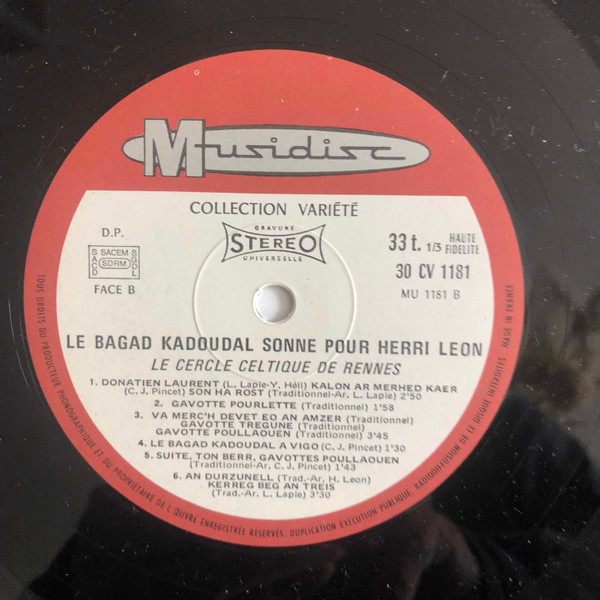 Musidisc
COLLECTION VARIÉTÉ
D.P.
GRAVURE
STEREO
UNIVERSELLE
33 t. 1/3 HAUTE FIDELITE
SACD SACEM SDRM SGDL
30 CV 1181
FACE B
MU 1181 B
LE BAGAD KADOUDAL SONNE POUR HERRI LEON
LE CERCLE CELTIQUE DE RENNES
1. DONATIEN LAURENT (L. Lapie-Y. Héli) KALON AR MERHED KAER
(C. J. Pincet) SON HA ROST (Traditionnel-Ar. L. Lapie) 2'50
2. GAVOTTE POURLETTE (Traditionnel) 1'58
3. VA MERC'H DEVET EO AN AMZER (Traditionnel)
GAVOTTE TREGUNE (Traditionnel)
GAVOTTE POULLAOUEN (Traditionnel) 3'45
4. LE BAGAD KADOUDAL A VIGO (C. J. Pincet) 1'30
5. SUITE, TON BERR, GAVOTTES POULLAOUEN
(Traditionnel-Ar. C. J. Pincet) 1'43
6. AN DURZUNELL (Trad.-Ar. H. Leon)
KERREG BEG AN TREIS
(Trad.-Ar. L. Lapie) 3'30
TOUS DROITS DU PRODUCTEUR PHONOGRAPHIQUE ET DU PROPRIETAIRE DE L'ŒUVRE ENREGISTRÉE RESERVES. DUPLICATION EXECUTION PUBLIQUE. RADIODIFFUSION DE CE DISQUE INTERDITES MADE IN FRANCE